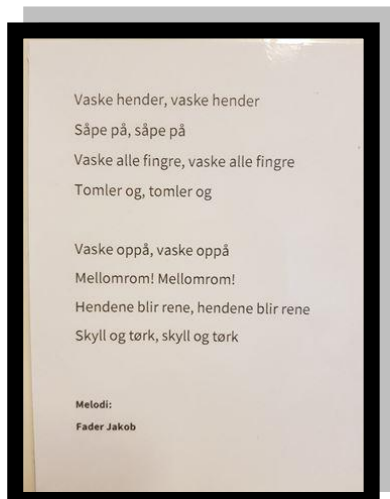 Vaske hender, vaske hender
Såpe på, såpe på
Vaske alle fingre, vaske alle fingre
Tomler og, tomler og
Vaske oppå, vaske oppå
Mellomrom! Mellomrom!
Hendene blir rene, hendene blir rene
Skyll og tørk, skyll og tørk
Melodi:
Fader Jakob